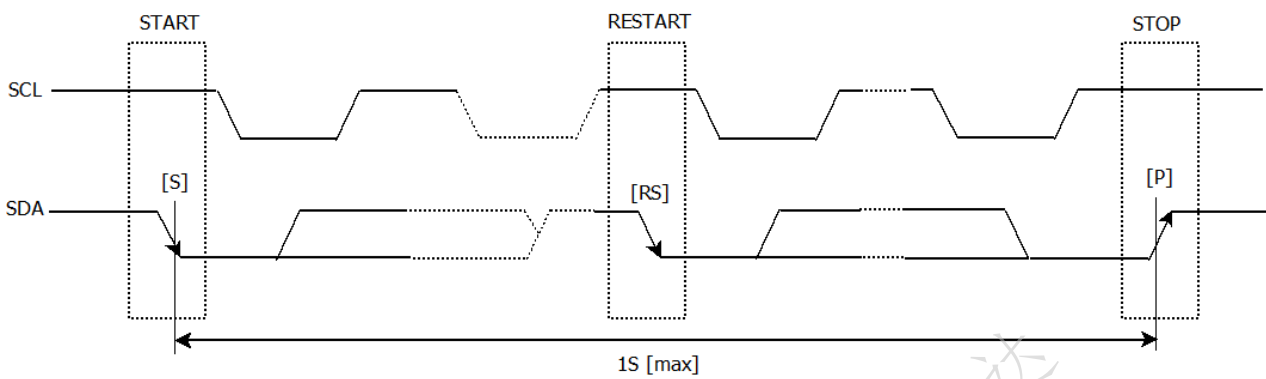 START RESTART STOP
SCL
[S] [RS] [P]
SDA
1S [max]